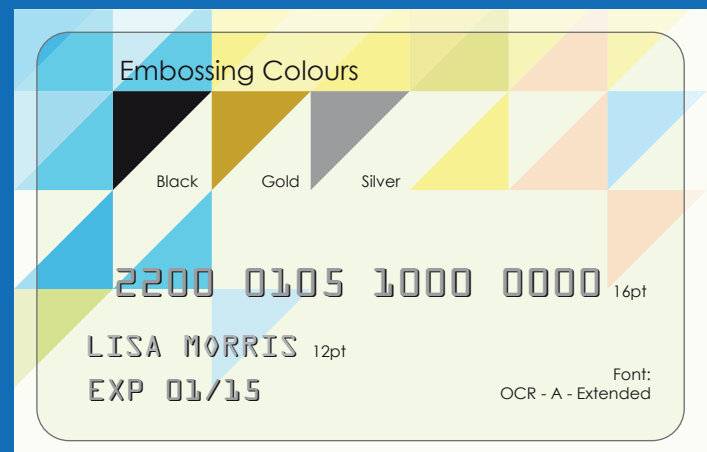 Embossing Colours
Black Gold Silver
2200 0105 1000 0000 16pt
LISA MORRIS 12pt
EXP 01/15
Font:
OCR - A - Extended